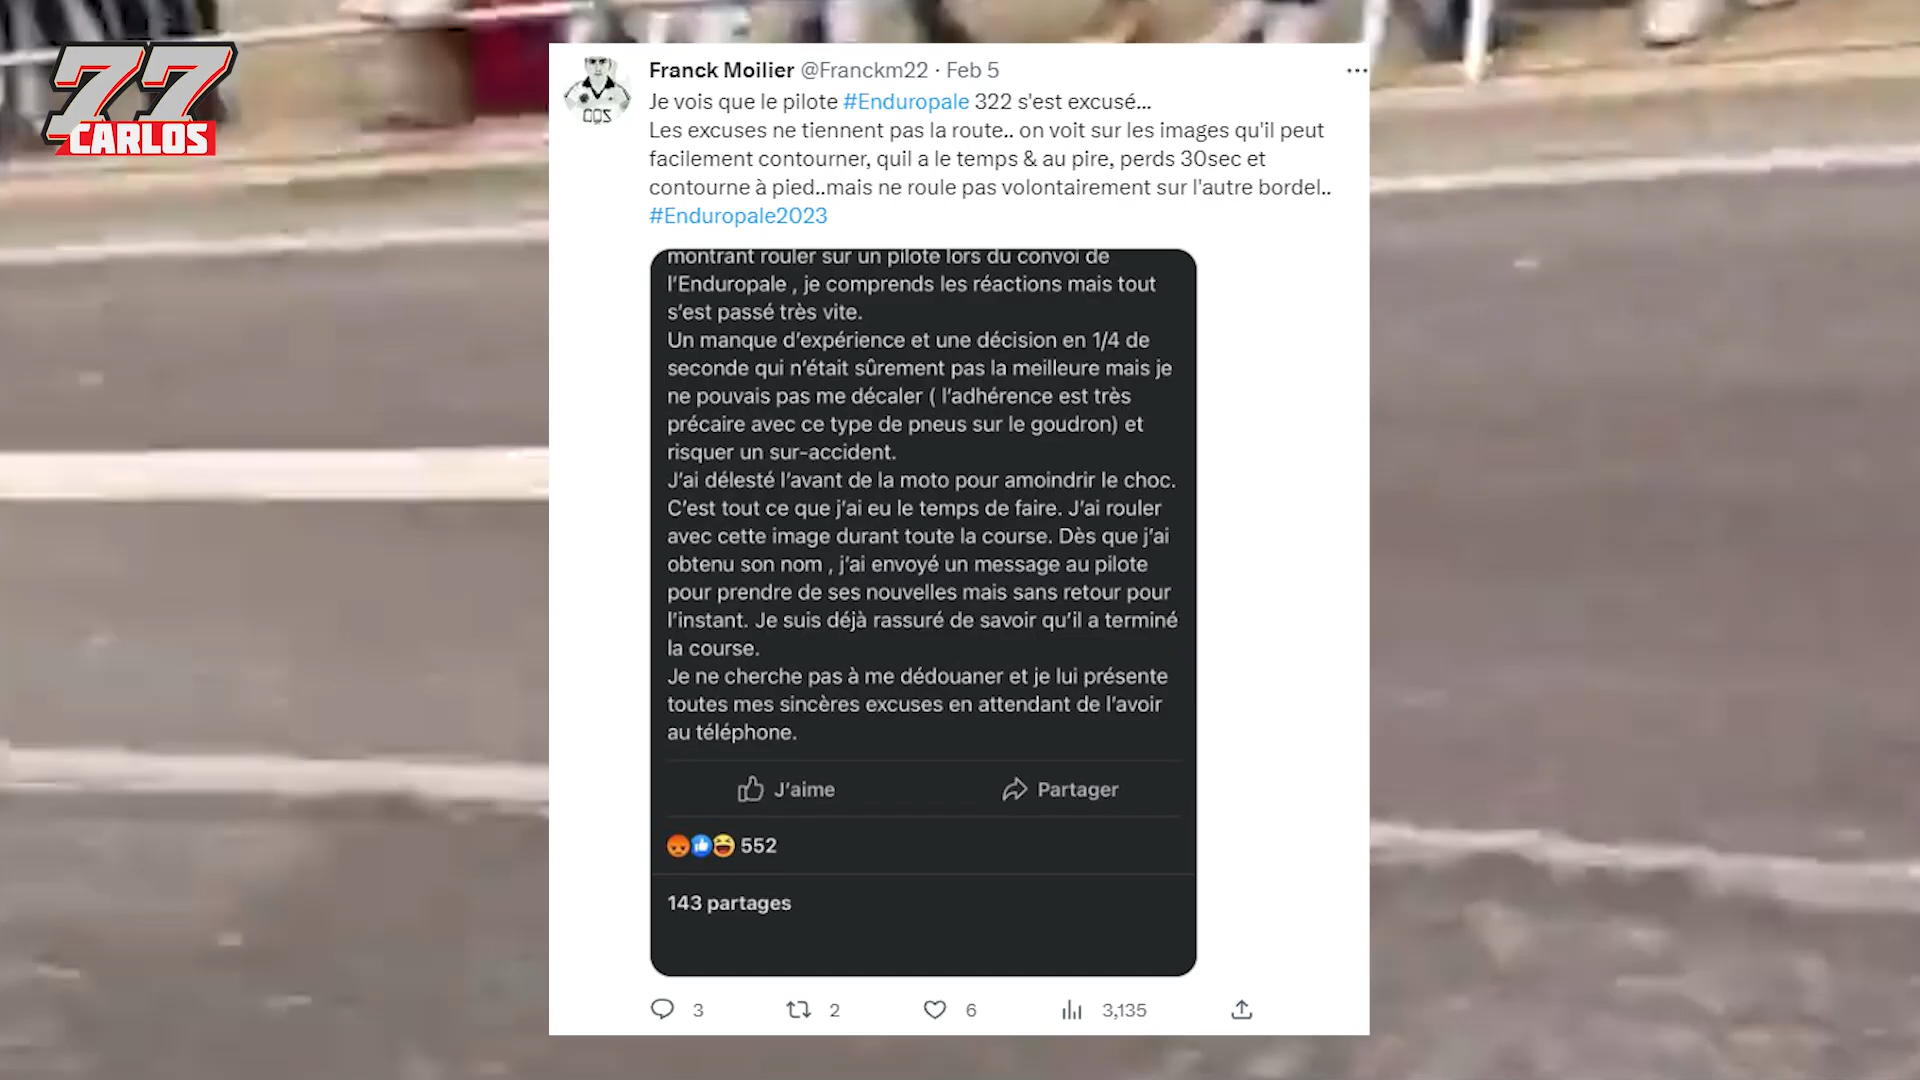 77
CARLOS
Franck Moilier @Franckm22 · Feb 5
Je vois que le pilote #Enduropale 322 s'est excusé...
Les excuses ne tiennent pas la route.. on voit sur les images qu'il peut
facilement contourner, quil a le temps & au pire, perds 30sec et
contourne à pied..mais ne roule pas volontairement sur l'autre bordel..
#Enduropale2023
montrant rouler sur un pilote lors du convoi de
l’Enduropale , je comprends les réactions mais tout
s’est passé très vite.
Un manque d’expérience et une décision en 1/4 de
seconde qui n’était sûrement pas la meilleure mais je
ne pouvais pas me décaler ( l’adhérence est très
précaire avec ce type de pneus sur le goudron) et
risquer un sur-accident.
J’ai délesté l’avant de la moto pour amoindrir le choc.
C’est tout ce que j’ai eu le temps de faire. J’ai rouler
avec cette image durant toute la course. Dès que j’ai
obtenu son nom , j’ai envoyé un message au pilote
pour prendre de ses nouvelles mais sans retour pour
l’instant. Je suis déjà rassuré de savoir qu’il a terminé
la course.
Je ne cherche pas à me dédouaner et je lui présente
toutes mes sincères excuses en attendant de l’avoir
au téléphone.
J’aime Partager
552
143 partages
3 2 6 3,135